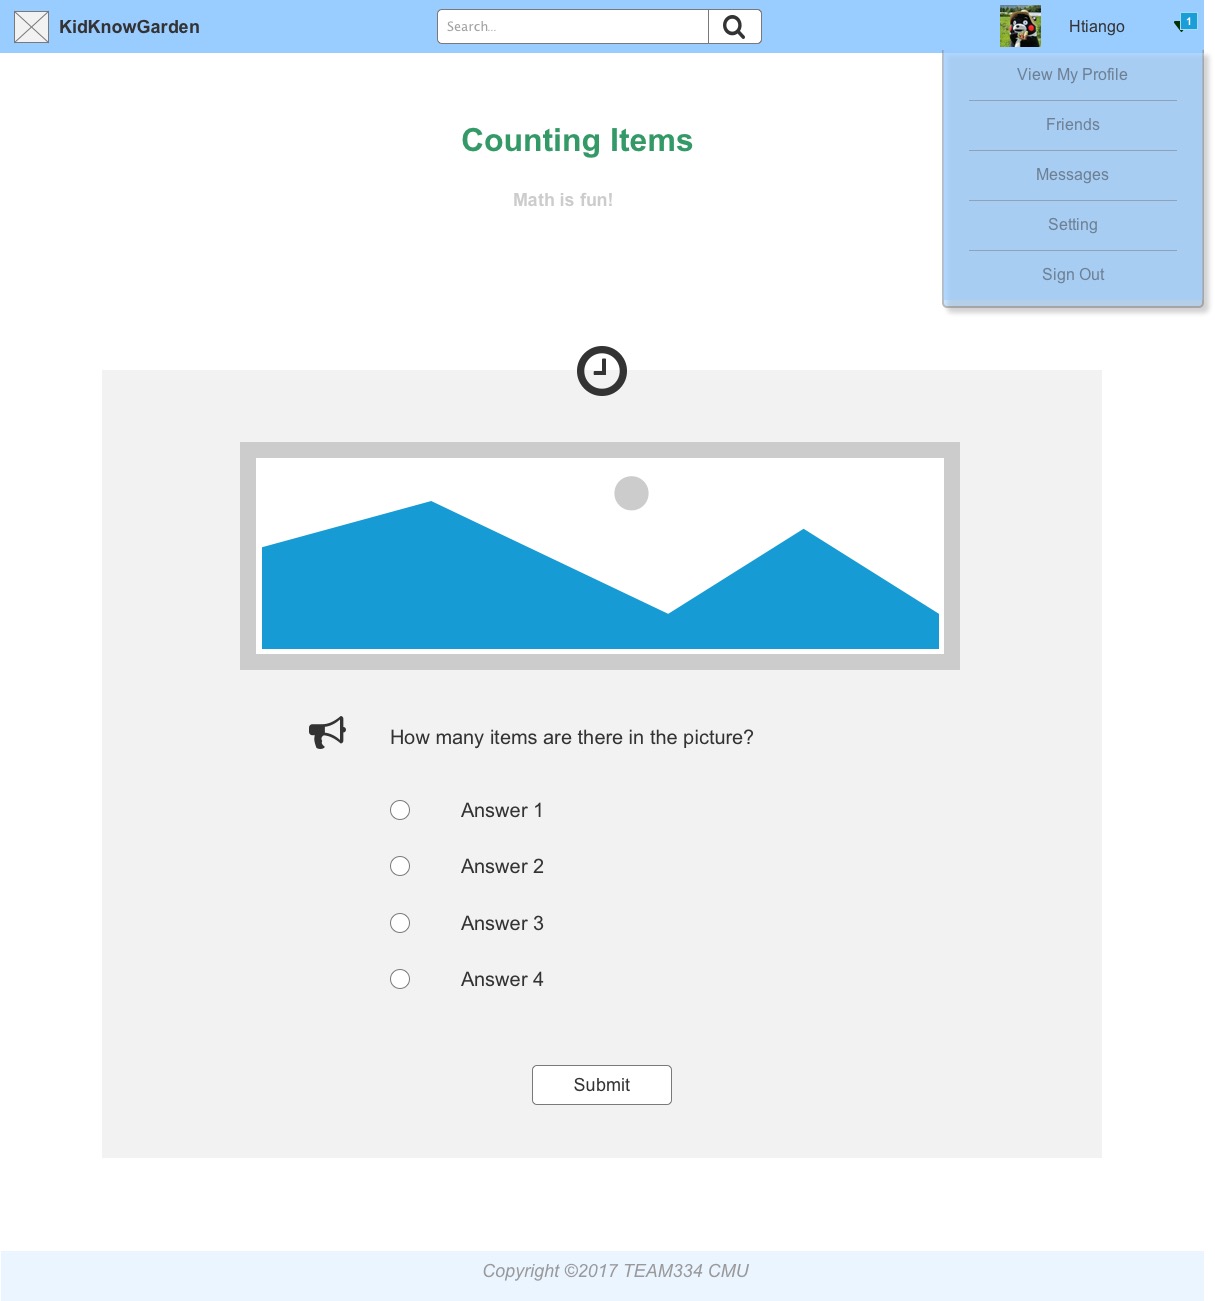 KidKnowGarden
Search...
Htiango
1
View My Profile
Friends
Messages
Setting
Sign Out
Counting Items
Math is fun!
How many items are there in the picture?
Answer 1
Answer 2
Answer 3
Answer 4
Submit
Copyright ©2017 TEAM334 CMU